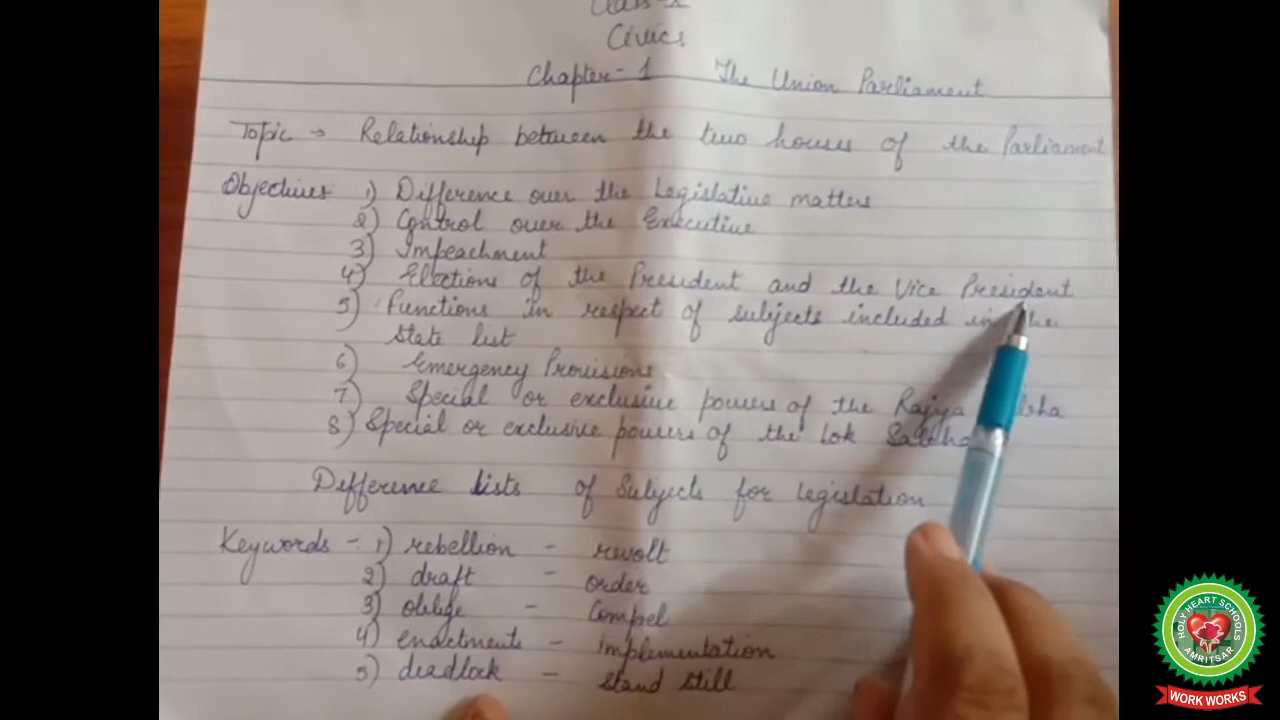 Class-X
Civics
Chapter-1 The Union Parliament
Topic → Relationship between the two houses of the Parliament
Objectives 1) Difference over the Legislative matters
2) Control over the Executive
3) Impeachment
4) Elections of the President and the Vice President
5) Functions in respect of subjects included in the
State list
6) Emergency Provisions
7) Special or exclusive powers of the Rajya
8) Special or exclusive powers of the Lok Sabha
Difference Lists of Subjects for Legislation
Keywords - 1) rebellion - revolt
2) draft - order
3) oblige - Compel
4) enactments - Implementation
5) deadlock - stand still
HOLY HEART SCHOOLS
AMRITSAR
WORK WORKS